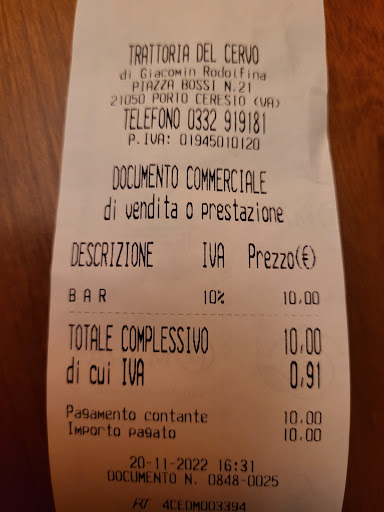 TRATTORIA DEL CERVO
di Giacomin Rodolfina
PIAZZA BOSSI N.21
21050 PORTO CERESIO (VA)
TELEFONO 0332 919181
P.IVA: 01945010120
DOCUMENTO COMMERCIALE
di vendita o prestazione
DESCRIZIONE IVA Prezzo(€)
BAR 10% 10,00
TOTALE COMPLESSIVO 10,00
di cui IVA 0,91
Pagamento contante 10,00
Importo pagato 10,00
20-11-2022 16:31
DOCUMENTO N. 0848-0025
RT 4CEDM003394